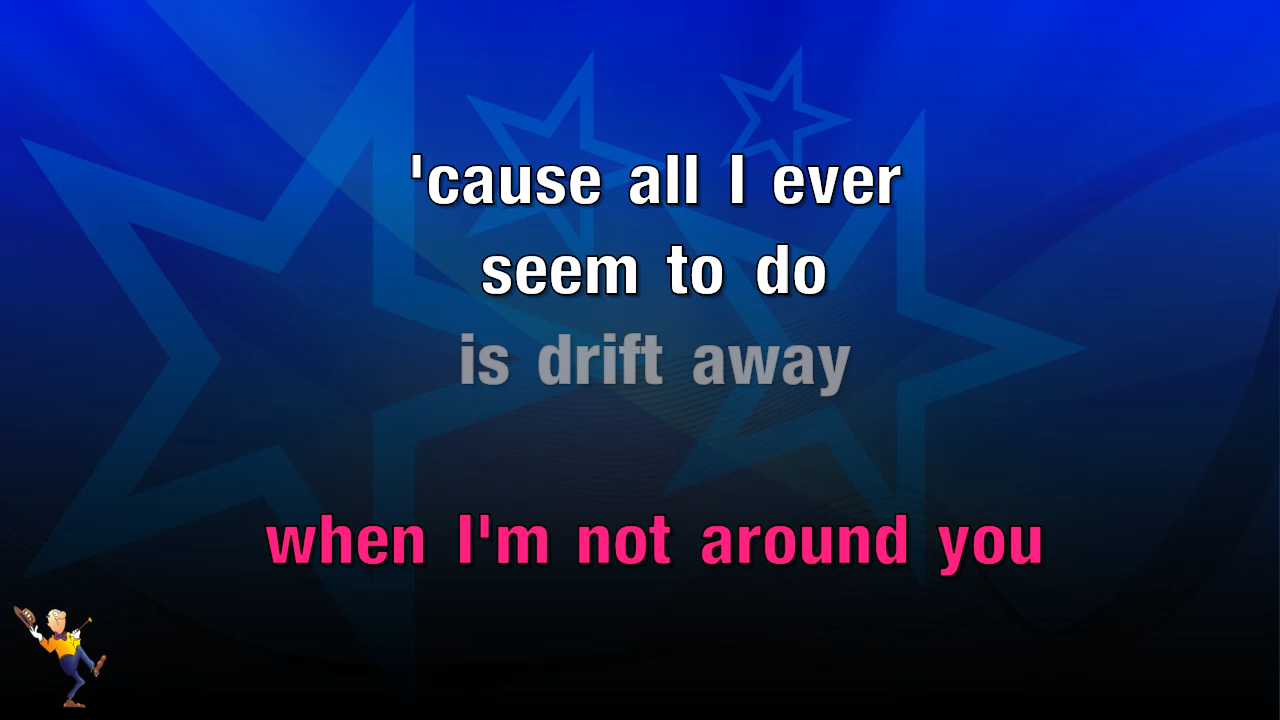 'cause all I ever
seem to do
is drift away
when I'm not around you